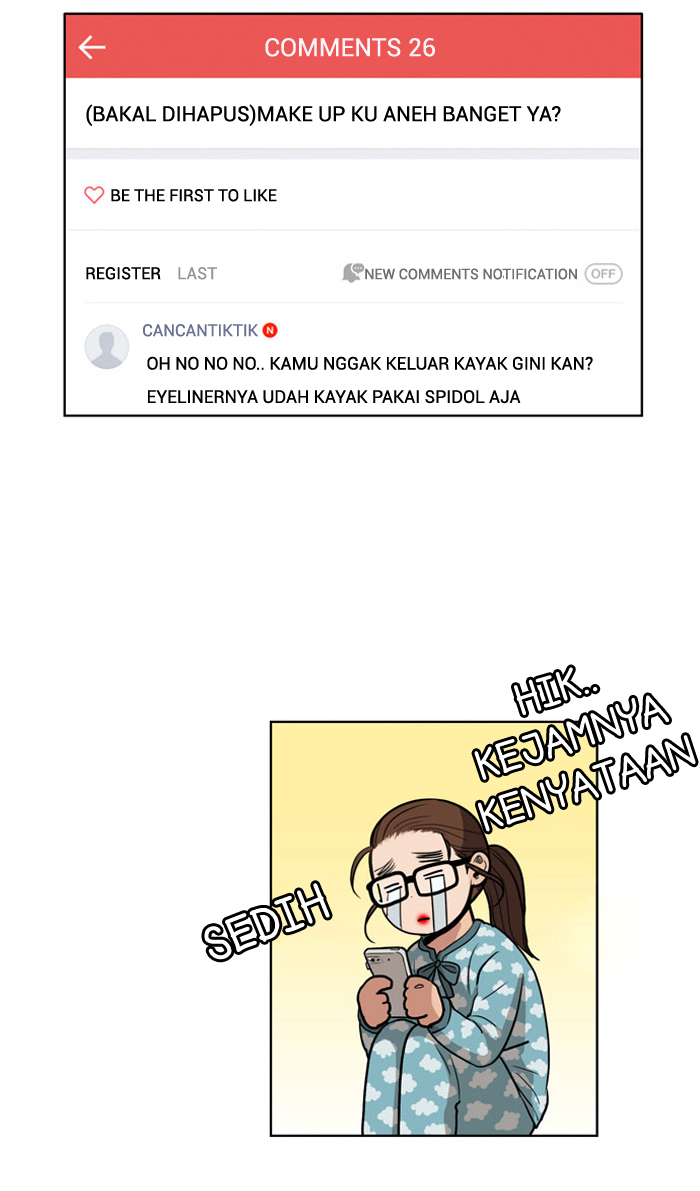 COMMENTS 26
(BAKAL DIHAPUS)MAKE UP KU ANEH BANGET YA?
BE THE FIRST TO LIKE
REGISTER LAST NEW COMMENTS NOTIFICATION OFF
CANCANTIKTIK N
OH NO NO NO.. KAMU NGGAK KELUAR KAYAK GINI KAN?
EYELINERNYA UDAH KAYAK PAKAI SPIDOL AJA
HIK..
KEJAMNYA
KENYATAAN
SEDIH